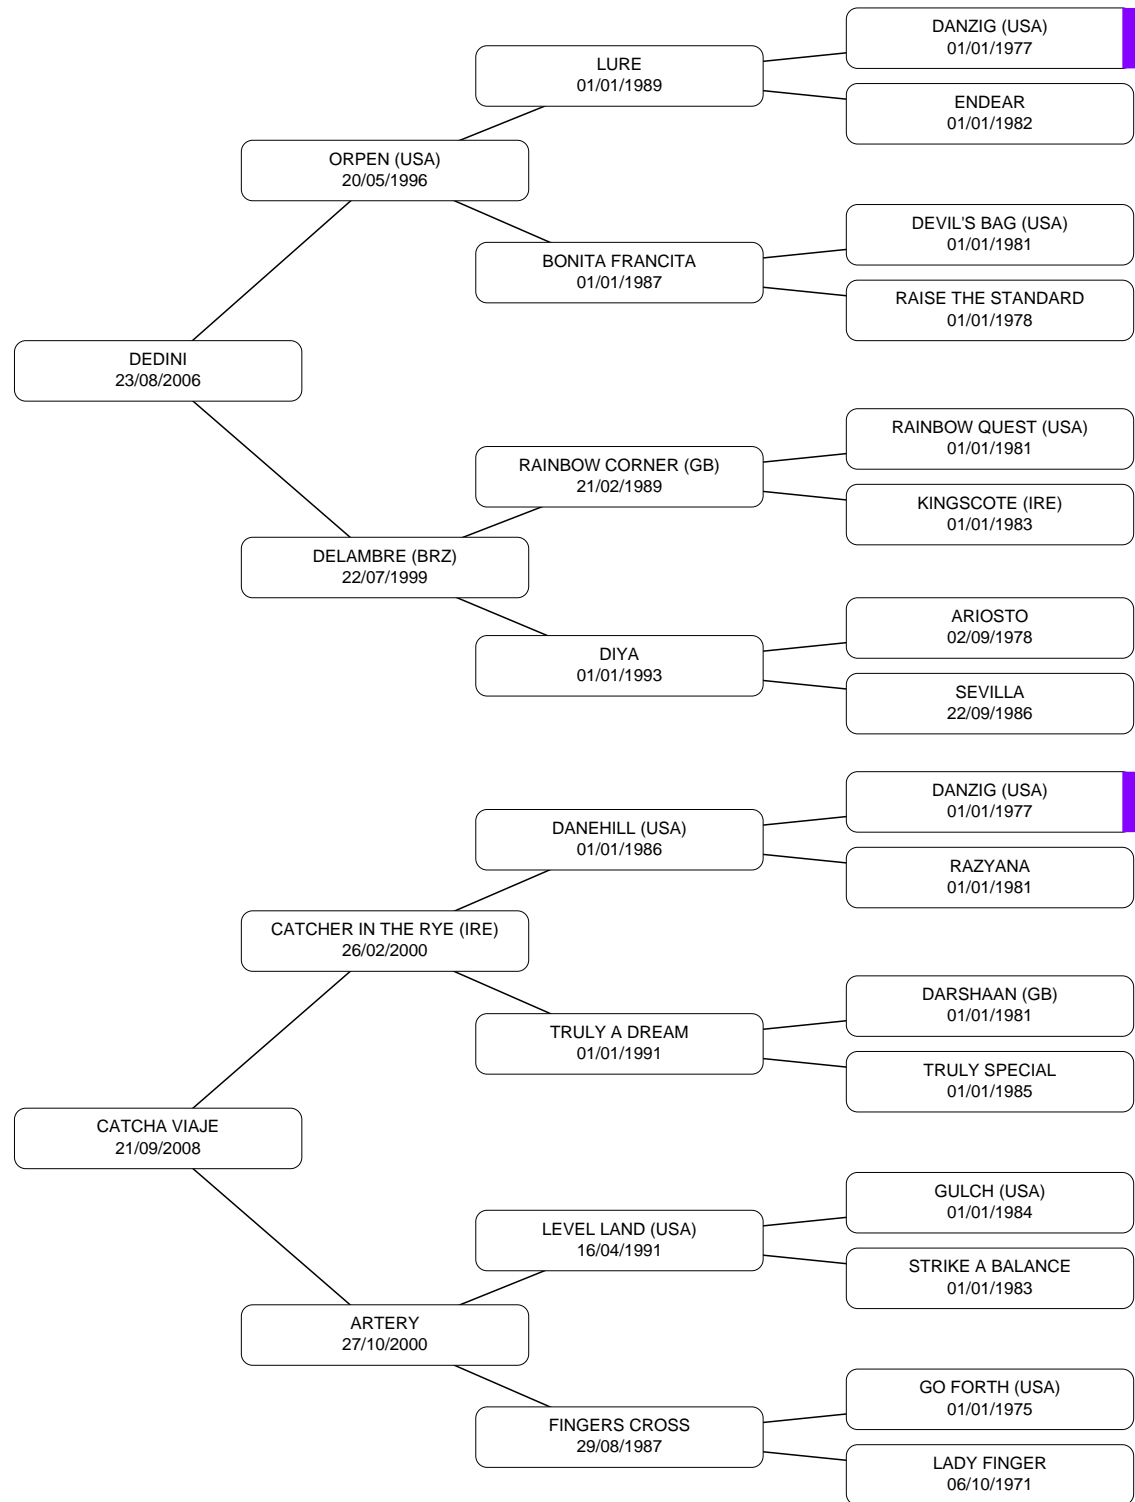 DANZIG (USA)
01/01/1977
LURE
01/01/1989
ENDEAR
01/01/1982
ORPEN (USA)
20/05/1996
DEVIL'S BAG (USA)
01/01/1981
BONITA FRANCITA
01/01/1987
RAISE THE STANDARD
01/01/1978
DEDINI
23/08/2006
RAINBOW QUEST (USA)
01/01/1981
RAINBOW CORNER (GB)
21/02/1989
KINGSCOTE (IRE)
01/01/1983
DELAMBRE (BRZ)
22/07/1999
ARIOSTO
02/09/1978
DIYA
01/01/1993
SEVILLA
22/09/1986
DANZIG (USA)
01/01/1977
DANEHILL (USA)
01/01/1986
RAZYANA
01/01/1981
CATCHER IN THE RYE (IRE)
26/02/2000
DARSHAAN (GB)
01/01/1981
TRULY A DREAM
01/01/1991
TRULY SPECIAL
01/01/1985
CATCHA VIAJE
21/09/2008
GULCH (USA)
01/01/1984
LEVEL LAND (USA)
16/04/1991
STRIKE A BALANCE
01/01/1983
ARTERY
27/10/2000
GO FORTH (USA)
01/01/1975
FINGERS CROSS
29/08/1987
LADY FINGER
06/10/1971